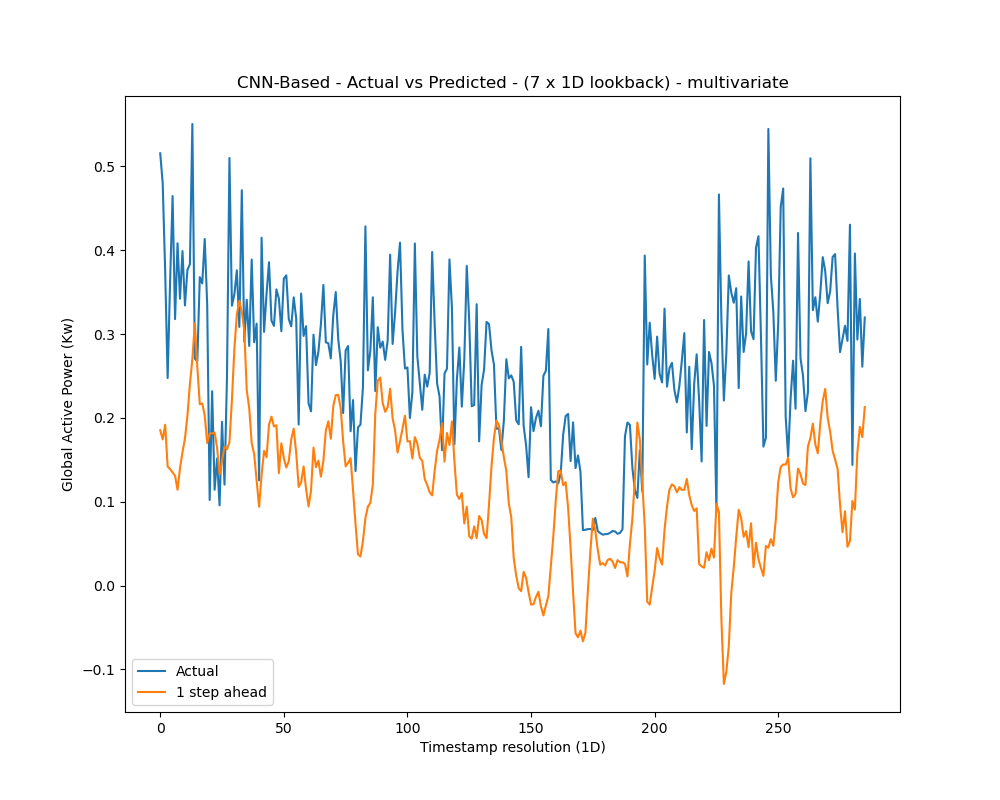 CNN-Based - Actual vs Predicted - (7 x 1D lookback) - multivariate
Global Active Power (Kw)
0.5
0.4
0.3
0.2
0.1
0.0
−0.1
Actual
1 step ahead
0 50 100 150 200 250
Timestamp resolution (1D)